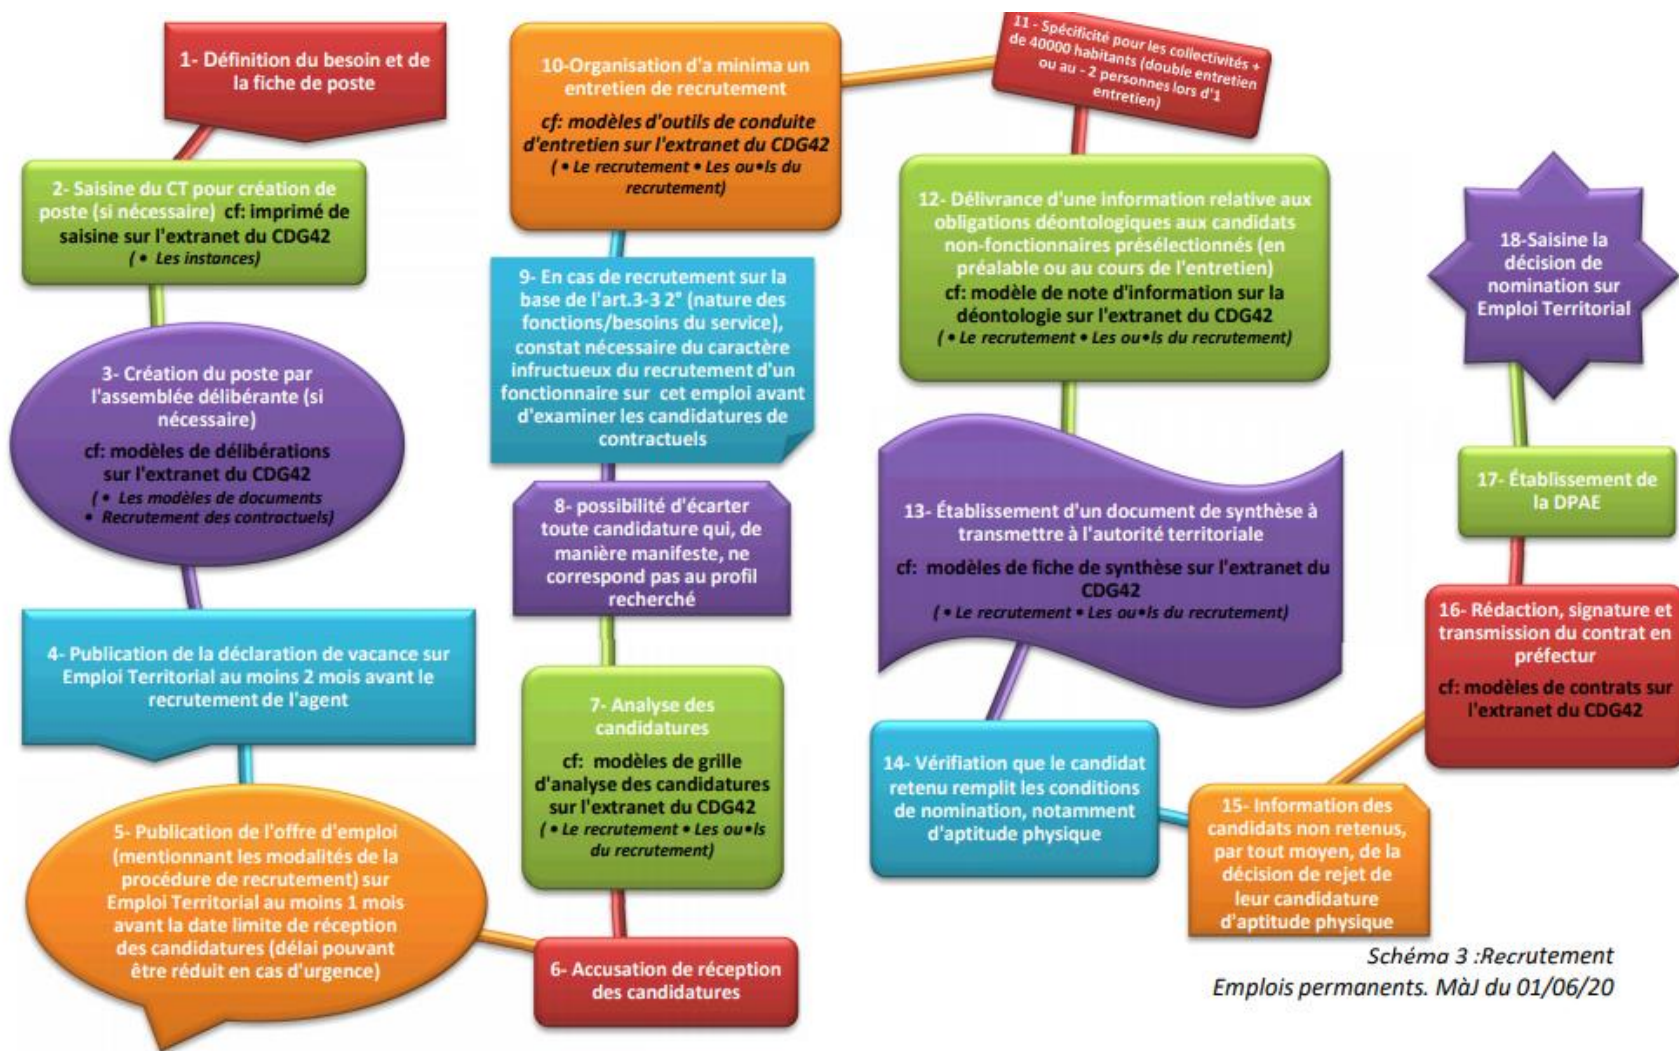 1- Définition du besoin et de
la fiche de poste
2- Saisine du CT pour création de
poste (si nécessaire) cf: imprimé de
saisine sur l'extranet du CDG42
( • Les instances)
3- Création du poste par
l'assemblée délibérante (si
nécessaire)
cf: modèles de délibérations
sur l'extranet du CDG42
( • Les modèles de documents
• Recrutement des contractuels)
4- Publication de la déclaration de vacance sur
Emploi Territorial au moins 2 mois avant le
recrutement de l'agent
5- Publication de l'offre d'emploi
(mentionnant les modalités de la
procédure de recrutement) sur
Emploi Territorial au moins 1 mois
avant la date limite de réception
des candidatures (délai pouvant
être réduit en cas d'urgence)
6- Accusation de réception
des candidatures
7- Analyse des
candidatures
cf: modèles de grille
d'analyse des candidatures
sur l'extranet du CDG42
( • Le recrutement • Les ou•ls
du recrutement)
8- possibilité d'écarter
toute candidature qui, de
manière manifeste, ne
correspond pas au profil
recherché
9- En cas de recrutement sur la
base de l'art.3-3 2° (nature des
fonctions/besoins du service),
constat nécessaire du caractère
infructueux du recrutement d'un
fonctionnaire sur cet emploi avant
d'examiner les candidatures de
contractuels
10-Organisation d'a minima un
entretien de recrutement
cf: modèles d'outils de conduite
d'entretien sur l'extranet du CDG42
( • Le recrutement • Les ou•ls du
recrutement)
11 - Spécificité pour les collectivités +
de 40000 habitants (double entretien
ou au - 2 personnes lors d'1
entretien)
12- Délivrance d'une information relative aux
obligations déontologiques aux candidats
non-fonctionnaires présélectionnés (en
préalable ou au cours de l'entretien)
cf: modèle de note d'information sur la
déontologie sur l'extranet du CDG42
( • Le recrutement • Les ou•ls du recrutement)
13- Établissement d'un document de synthèse à
transmettre à l'autorité territoriale
cf: modèles de fiche de synthèse sur l'extranet du
CDG42
( • Le recrutement • Les ou•ls du recrutement)
14- Vérifiation que le candidat
retenu remplit les conditions
de nomination, notamment
d'aptitude physique
15- Information des
candidats non retenus,
par tout moyen, de la
décision de rejet de
leur candidature
d'aptitude physique
16- Rédaction, signature et
transmission du contrat en
préfectur
cf: modèles de contrats sur
l'extranet du CDG42
17- Établissement de
la DPAE
18-Saisine la
décision de
nomination sur
Emploi Territorial
Schéma 3 :Recrutement
Emplois permanents. MàJ du 01/06/20